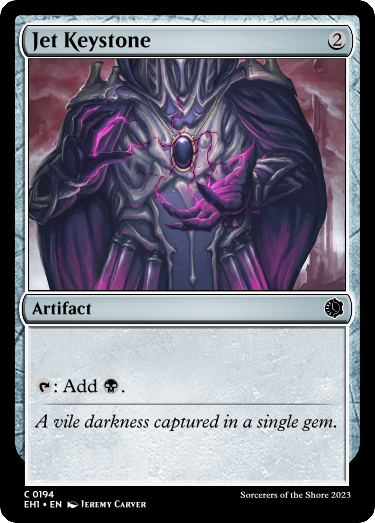 Jet Keystone 2
Artifact
: Add .
A vile darkness captured in a single gem.
C 0194
EH1 • EN Jeremy Carver
Sorcerers of the Shore 2023